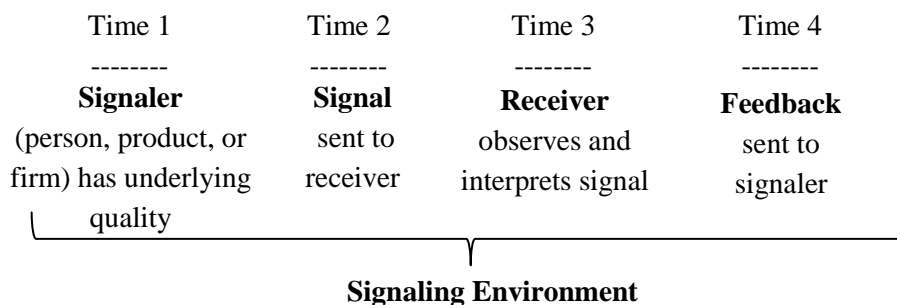 Time 1 Time 2 Time 3 Time 4
-------- -------- -------- --------
Signaler Signal Receiver Feedback
(person, product, or sent to observes and sent to
firm) has underlying receiver interprets signal signaler
quality
Signaling Environment